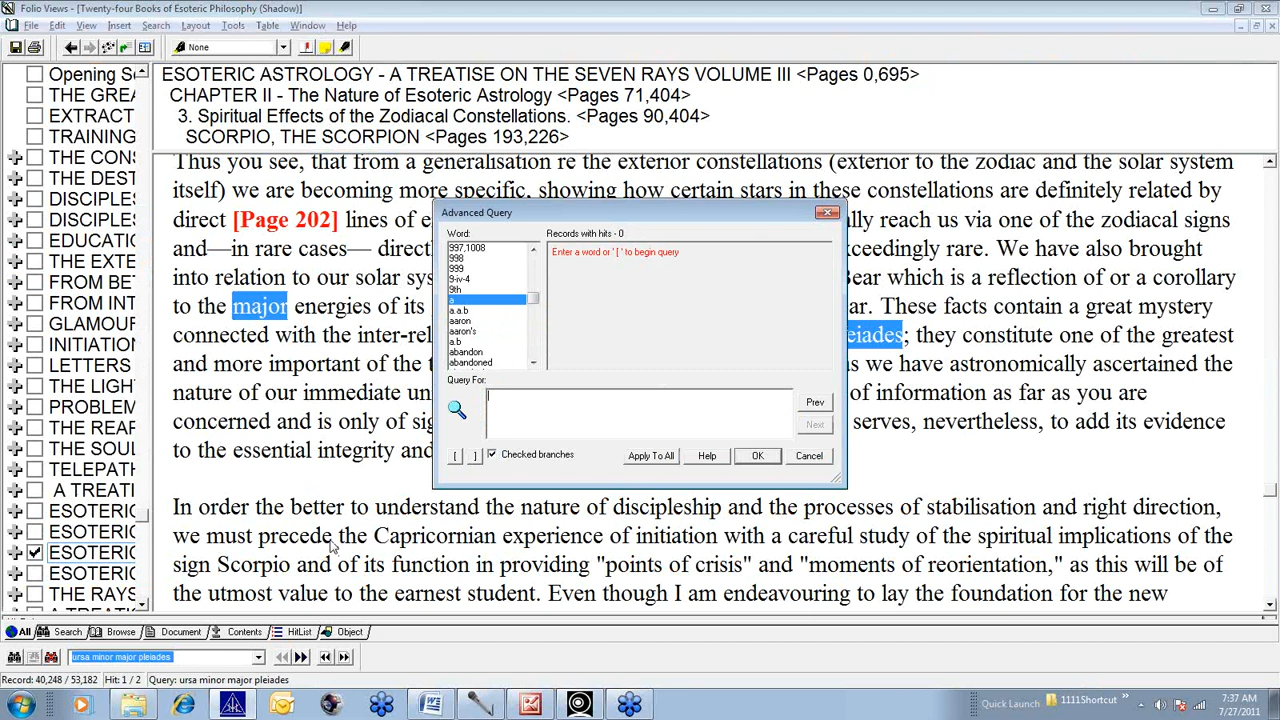 Folio Views - [Twenty-four Books of Esoteric Philosophy (Shadow)]
File Edit View Insert Search Layout Tools Table Window Help
None
Opening Sc
THE GREA
EXTRACT
TRAINING
THE CON
THE DEST
DISCIPLES
DISCIPLES
EDUCATIO
THE EXTE
FROM BET
FROM INT
GLAMOUR
INITIATION
LETTERS
THE LIGHT
PROBLEM
THE REAP
THE SOUL
TELEPATH
A TREATI
ESOTERIC
ESOTERIC
ESOTERIC
ESOTERIC
THE RAYS
ESOTERIC ASTROLOGY - A TREATISE ON THE SEVEN RAYS VOLUME III <Pages 0,695>
CHAPTER II - The Nature of Esoteric Astrology <Pages 71,404>
3. Spiritual Effects of the Zodiacal Constellations. <Pages 90,404>
SCORPIO, THE SCORPION <Pages 193,226>
Thus you see, that from a generalisation re the exterior constellations (exterior to the zodiac and the solar system
itself) we are becoming more specific, showing how certain stars in these constellations are definitely related by
direct [Page 202] lines of e ally reach us via one of the zodiacal signs
and—in rare cases— direct exceedingly rare. We have also brought
into relation to our solar sys Bear which is a reflection of or a corollary
to the major energies of its ar. These facts contain a great mystery
connected with the inter-rel eiades; they constitute one of the greatest
and more important of the t us we have astronomically ascertained the
nature of our immediate un of information as far as you are
concerned and is only of sig serves, nevertheless, to add its evidence
to the essential integrity and
In order the better to understand the nature of discipleship and the processes of stabilisation and right direction,
we must precede the Capricornian experience of initiation with a careful study of the spiritual implications of the
sign Scorpio and of its function in providing "points of crisis" and "moments of reorientation," as this will be of
the utmost value to the earnest student. Even though I am endeavouring to lay the foundation for the new
Advanced Query
Word:
997,1008
998
999
9-iv-4
9th
a
a.a.b
aaron
aaron's
a.b
abandon
abandoned
Records with hits - 0
Enter a word or ' [ ' to begin query
Query For:
Prev
Next
[ ] Checked branches
Apply To All Help OK Cancel
All Search Browse Document Contents HitList Object
ursa minor major pleiades
Record: 40,248 / 53,182 Hit: 1 / 2 Query: ursa minor major pleiades
Quick Launch 1111Shortcut »
7:37 AM
7/27/2011